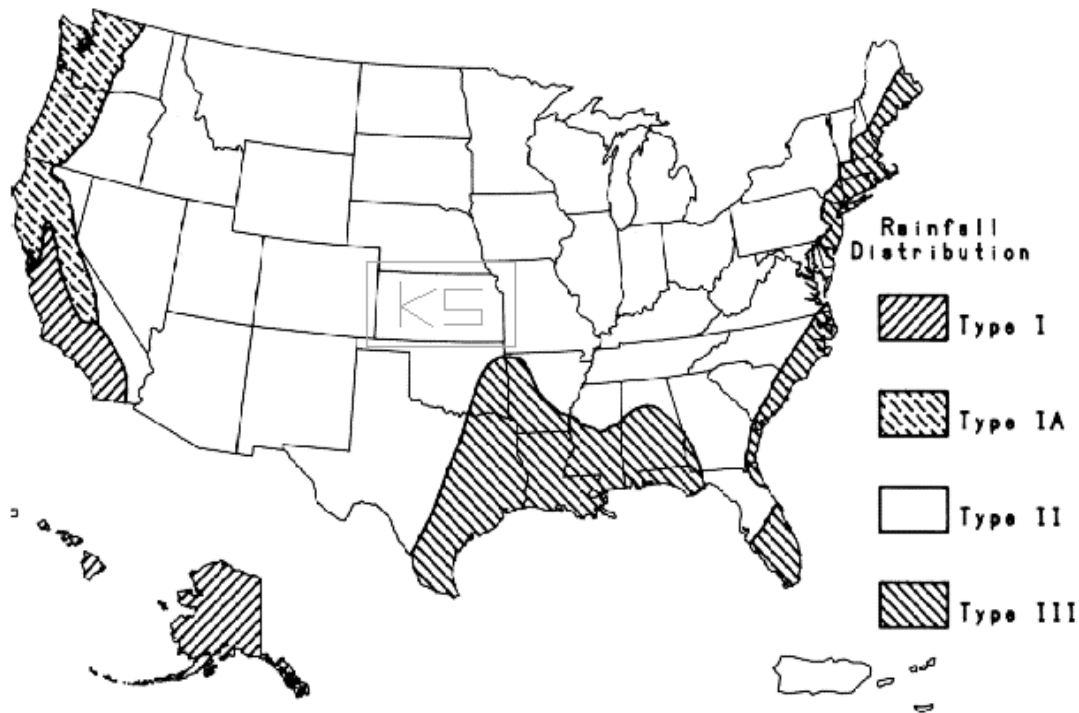 Rainfall
Distribution
KS
Type I
Type IA
Type II
Type III